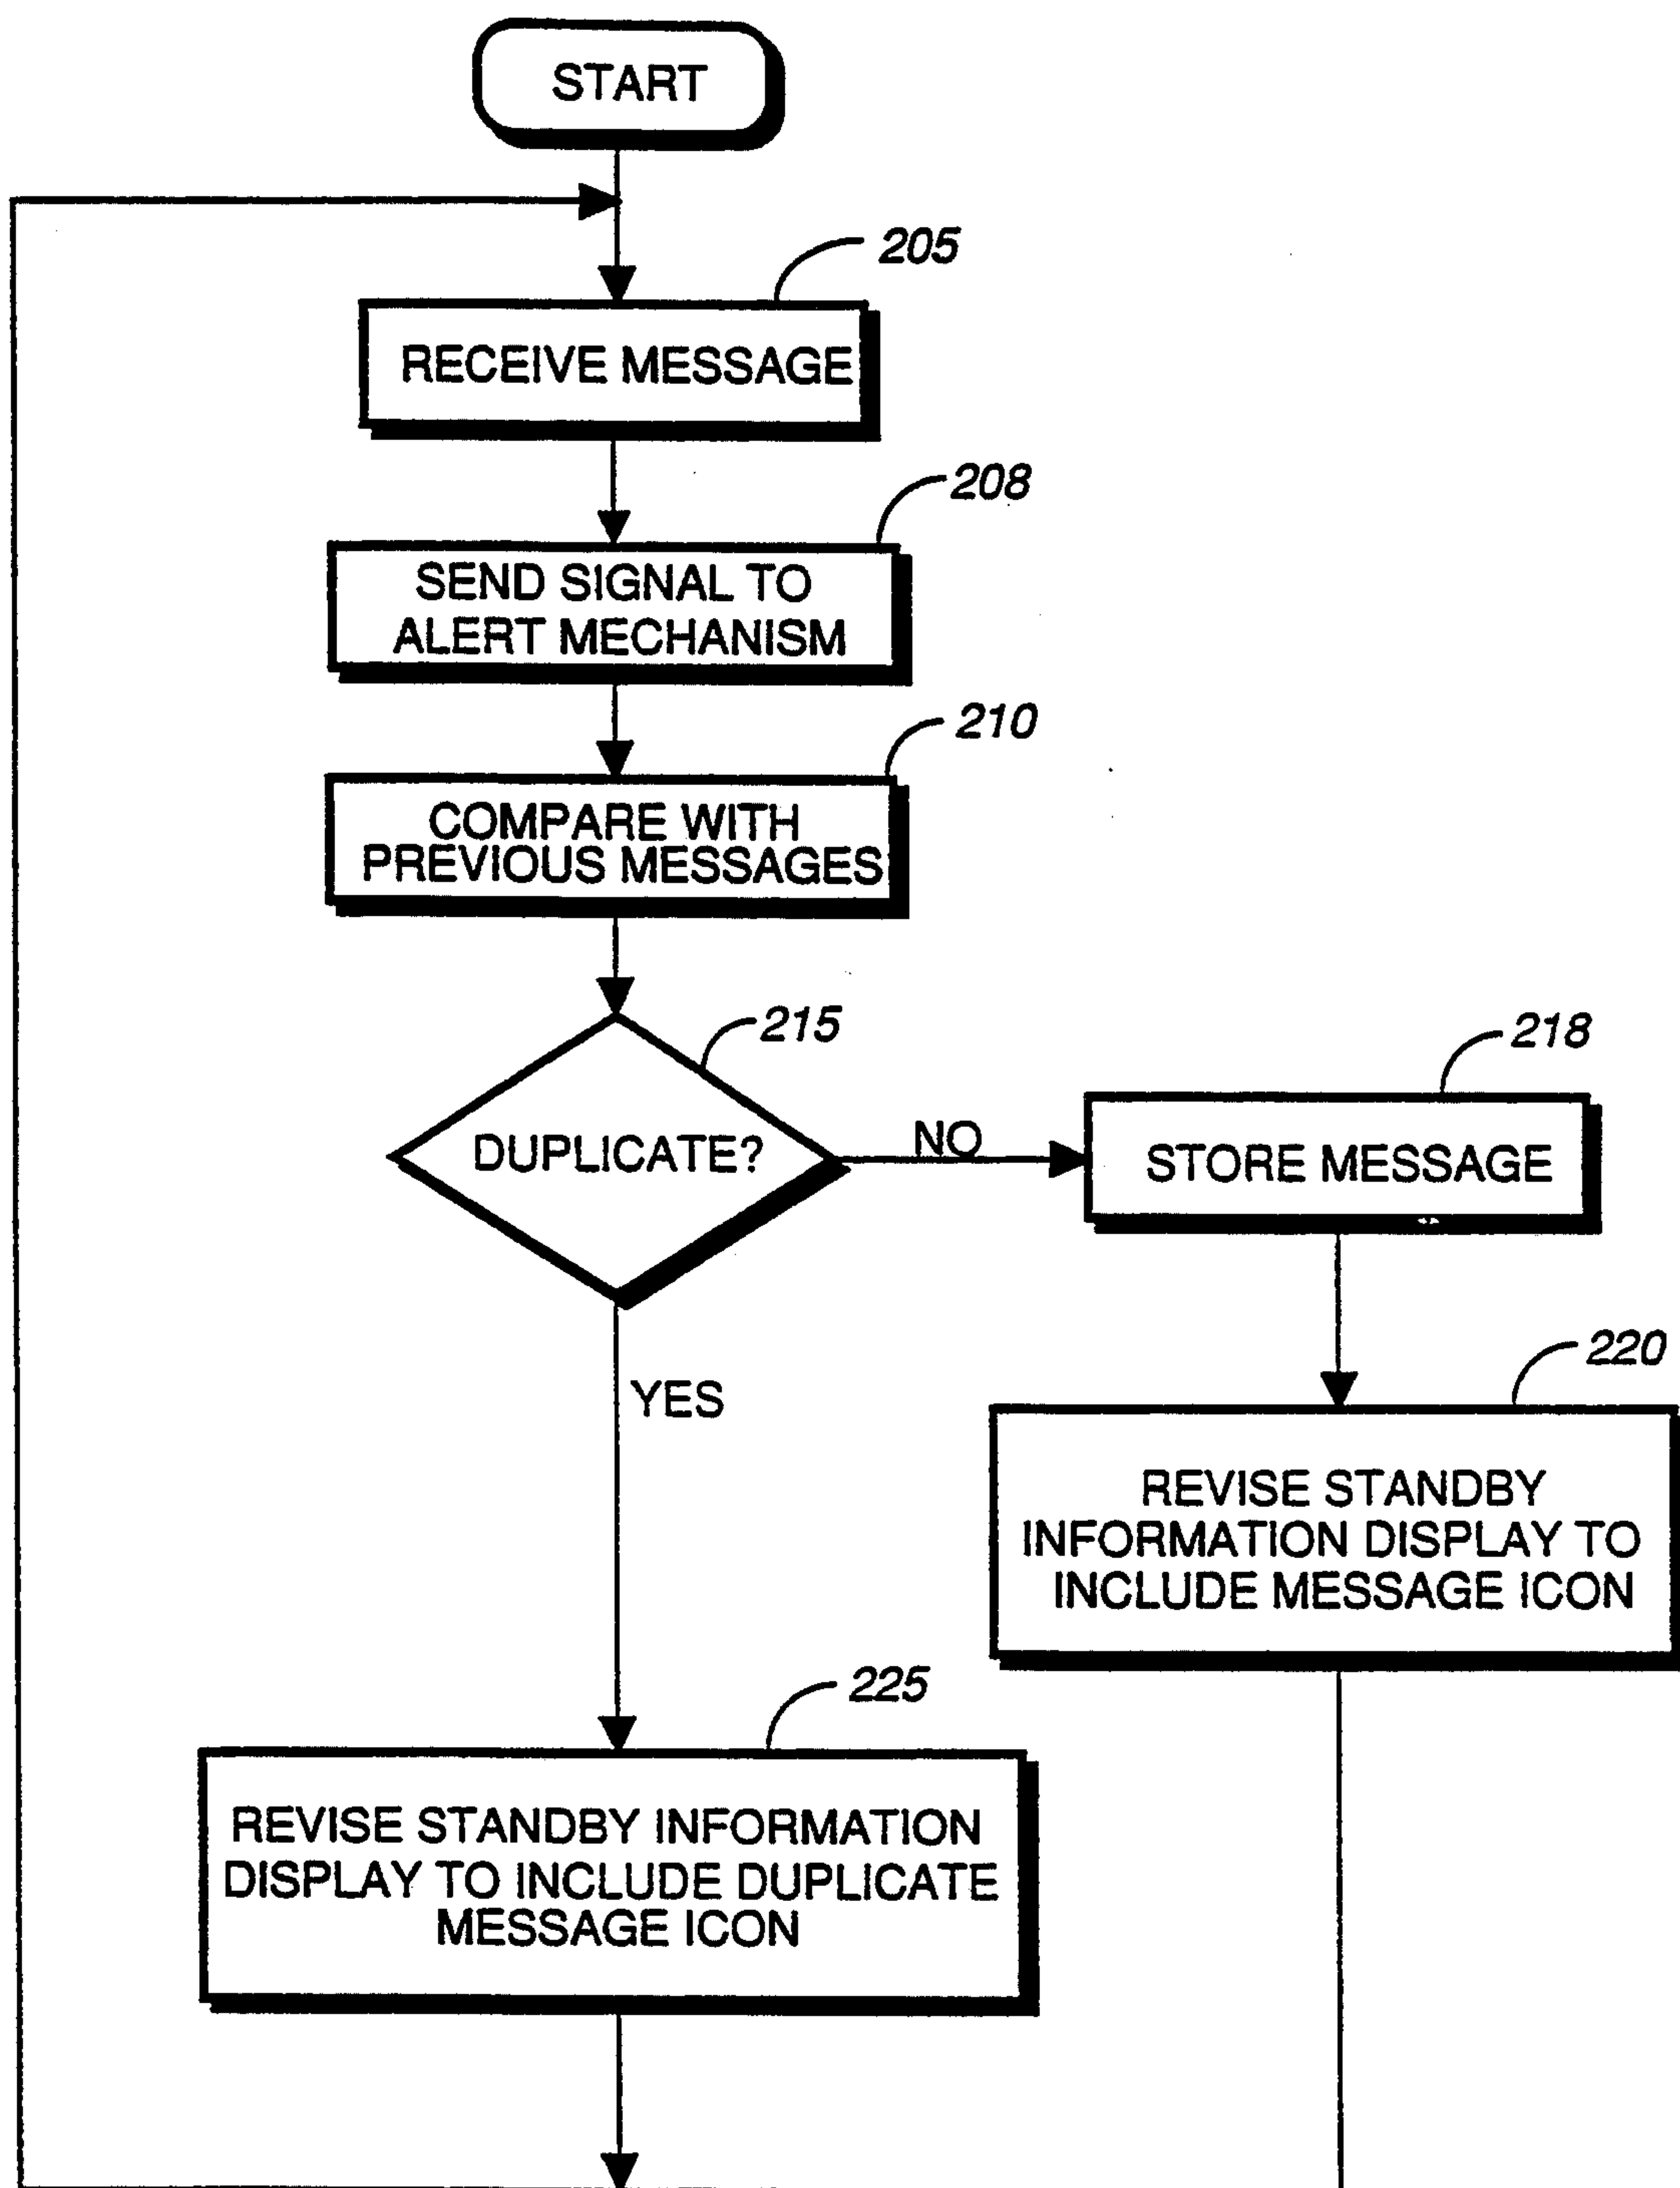 START
205
RECEIVE MESSAGE
208
SEND SIGNAL TO
ALERT MECHANISM
210
COMPARE WITH
PREVIOUS MESSAGES
215
DUPLICATE?
NO
218
STORE MESSAGE
YES
220
REVISE STANDBY
INFORMATION DISPLAY TO
INCLUDE MESSAGE ICON
225
REVISE STANDBY INFORMATION
DISPLAY TO INCLUDE DUPLICATE
MESSAGE ICON